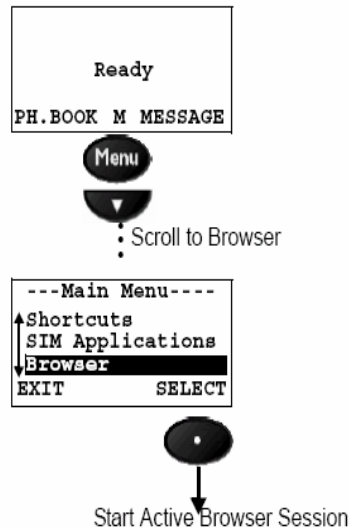 Ready
PH.BOOK M MESSAGE
Menu
Scroll to Browser
---Main Menu----
Shortcuts
SIM Applications
Browser
EXIT SELECT
Start Active Browser Session